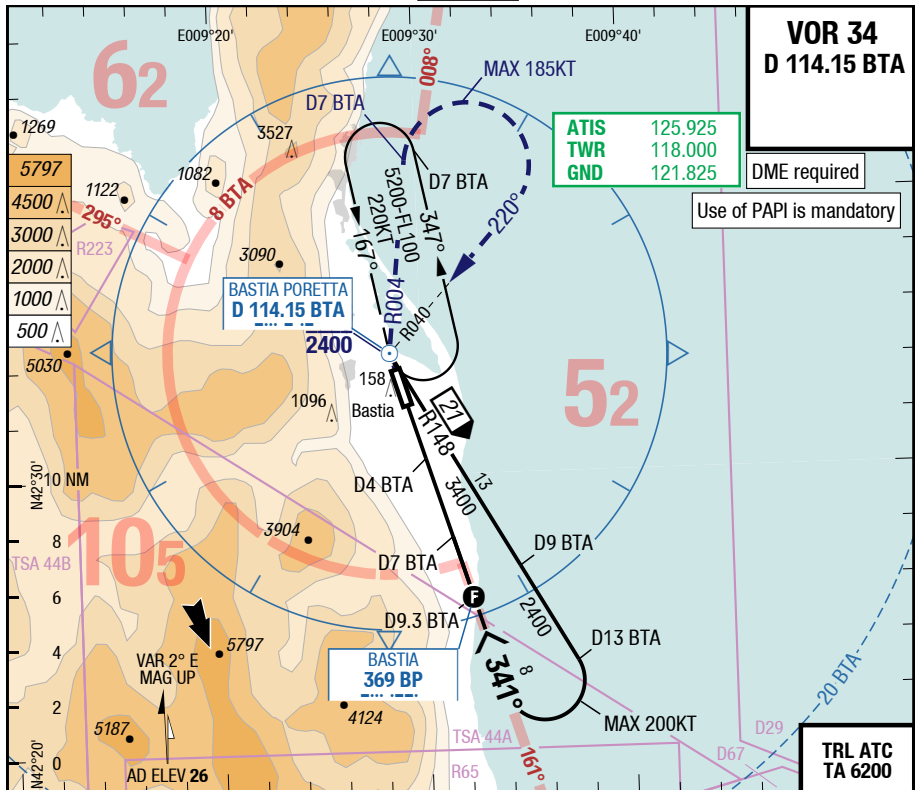 E009°20'
E009°30'
E009°40'
VOR 34
D 114.15 BTA
62
008°
MAX 185KT
D7 BTA
ATIS 125.925
TWR 118.000
GND 121.825
1269
3527
DME required
5797
4500
3000
2000
1000
500
1082
1122
D7 BTA
Use of PAPI is mandatory
295°
8 BTA
5200-FL100
220KT
347°
167°
220°
R223
3090
BASTIA PORETTA
D 114.15 BTA
R004
R040
2400
5030
158
1096
Bastia
21
52
R148
13
3400
N42°30'
10 NM
D4 BTA
3904
105
8
TSA 44B
D7 BTA
D9 BTA
6
F
D9.3 BTA
2400
5797
4
D13 BTA
BASTIA
369 BP
8
341°
VAR 2° E
MAG UP
20 BTA
2
4124
MAX 200KT
5187
TSA 44A
D29
D67
N42°20'
0
AD ELEV 26
R65
161°
TRL ATC
TA 6200